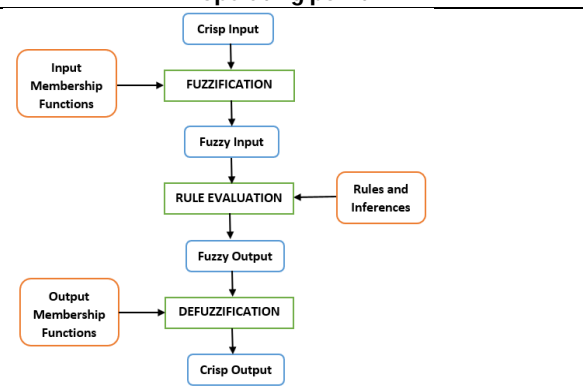 Crisp Input
Input
Membership
Functions
FUZZIFICATION
Fuzzy Input
RULE EVALUATION
Rules and
Inferences
Fuzzy Output
Output
Membership
Functions
DEFUZZIFICATION
Crisp Output